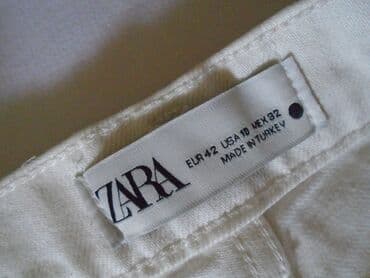 ZARA
EUR 42 USA 10 MEX 32
MADE IN TURKEY